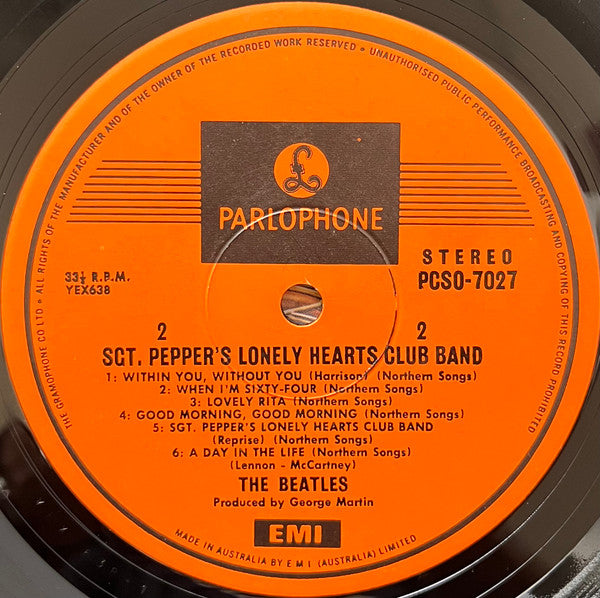 THE GRAMOPHONE CO LTD • ALL RIGHTS OF THE MANUFACTURER AND OF THE OWNER OF THE RECORDED WORK RESERVED • UNAUTHORISED PUBLIC PERFORMANCE BROADCASTING AND COPYING OF THIS RECORD PROHIBITED
£
PARLOPHONE
STEREO
33⅓ R.P.M. PCSO-7027
YEX638
2 2
SGT. PEPPER'S LONELY HEARTS CLUB BAND
1: WITHIN YOU, WITHOUT YOU (Harrison) (Northern Songs)
2: WHEN I'M SIXTY-FOUR (Northern Songs)
3: LOVELY RITA (Northern Songs)
4: GOOD MORNING, GOOD MORNING (Northern Songs)
5: SGT. PEPPER'S LONELY HEARTS CLUB BAND
(Reprise) (Northern Songs)
6: A DAY IN THE LIFE (Northern Songs)
(Lennon - McCartney)
THE BEATLES
Produced by George Martin
EMI
MADE IN AUSTRALIA BY E M I (AUSTRALIA) LIMITED